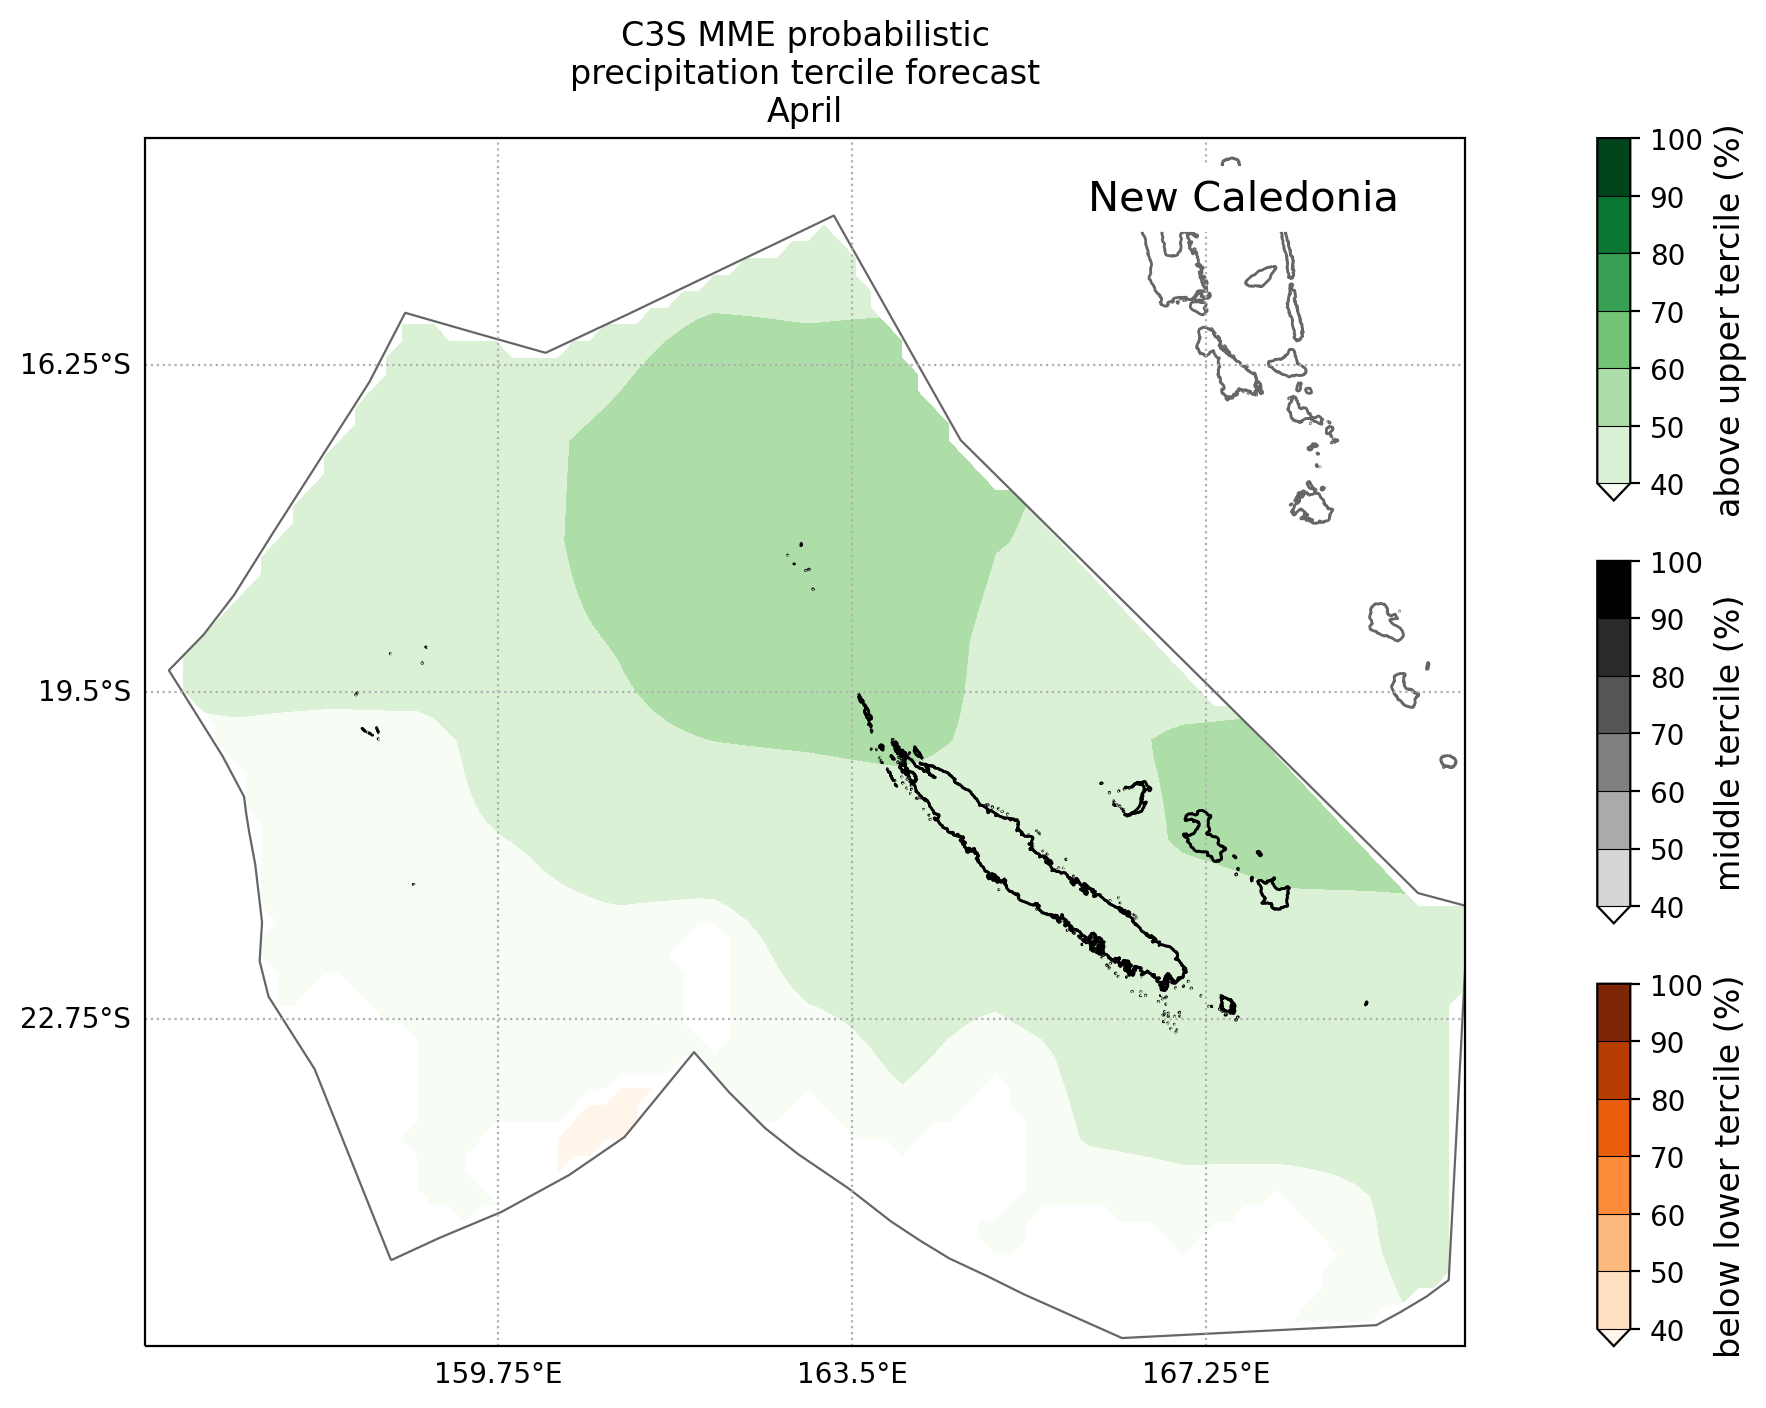 C3S MME probabilistic
precipitation tercile forecast
April
New Caledonia
16.25°S
19.5°S
22.75°S
159.75°E
163.5°E
167.25°E
100
90
80
70
60
50
40
above upper tercile (%)
100
90
80
70
60
50
40
middle tercile (%)
100
90
80
70
60
50
40
below lower tercile (%)